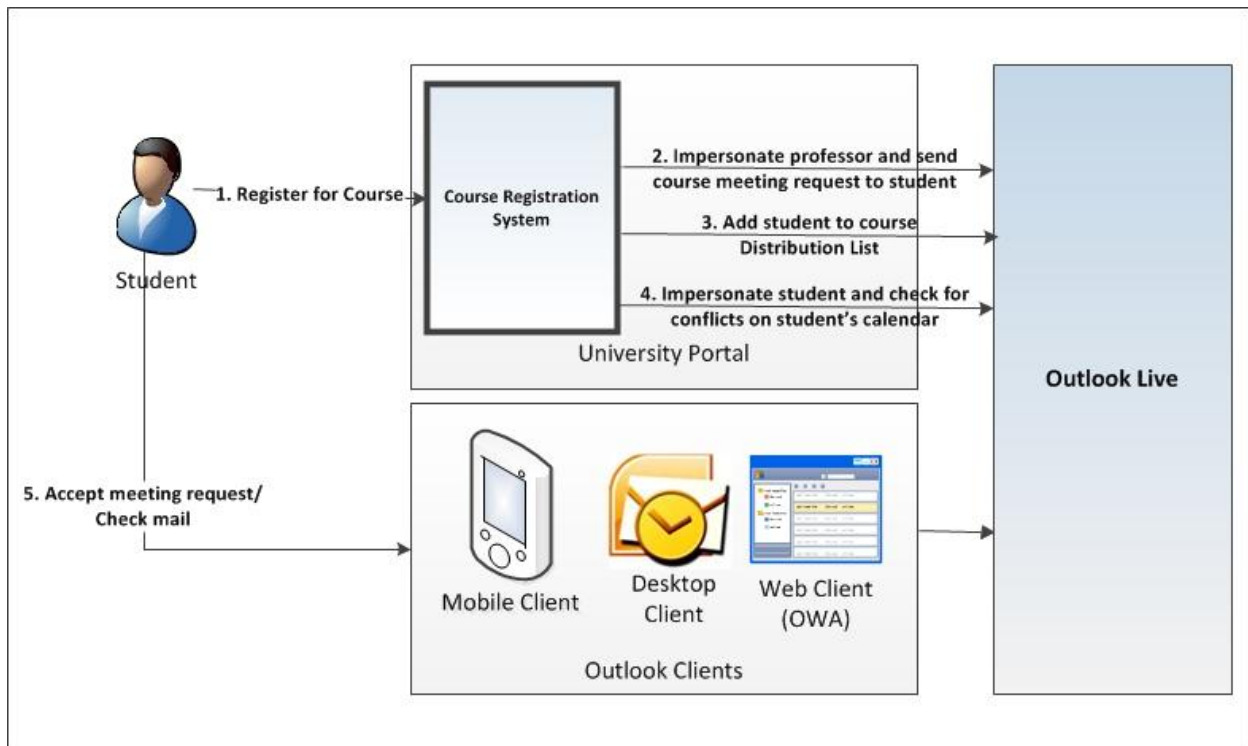 1. Register for Course
Student
Course Registration
System
2. Impersonate professor and send
course meeting request to student
3. Add student to course
Distribution List
4. Impersonate student and check for
conflicts on student's calendar
University Portal
Outlook Live
5. Accept meeting request/
Check mail
Mobile Client
Desktop
Client
Web Client
(OWA)
Outlook Clients